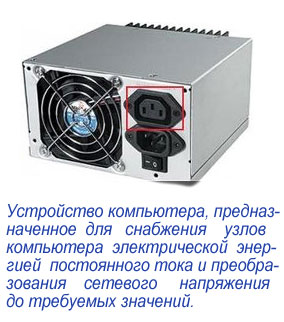 Устройство компьютера, предназ-
наченное для снабжения узлов
компьютера электрической энер-
гией постоянного тока и преобра-
зования сетевого напряжения
до требуемых значений.